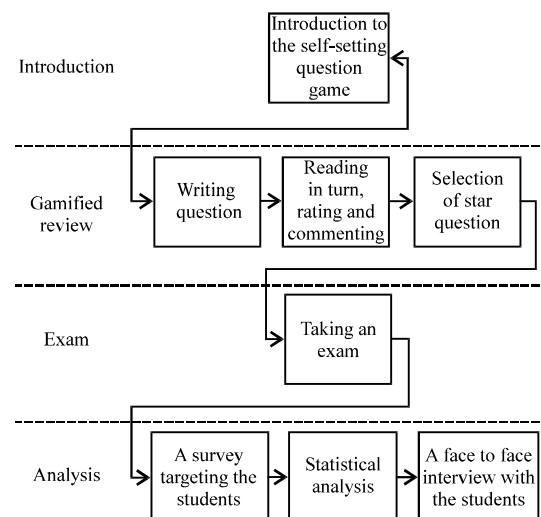 Introduction
Introduction to
the self-setting
question
game
Gamified
review
Writing
question
Reading
in turn,
rating and
commenting
Selection
of star
question
Exam
Taking an
exam
Analysis
A survey
targeting the
students
Statistical
analysis
A face to face
interview with
the students